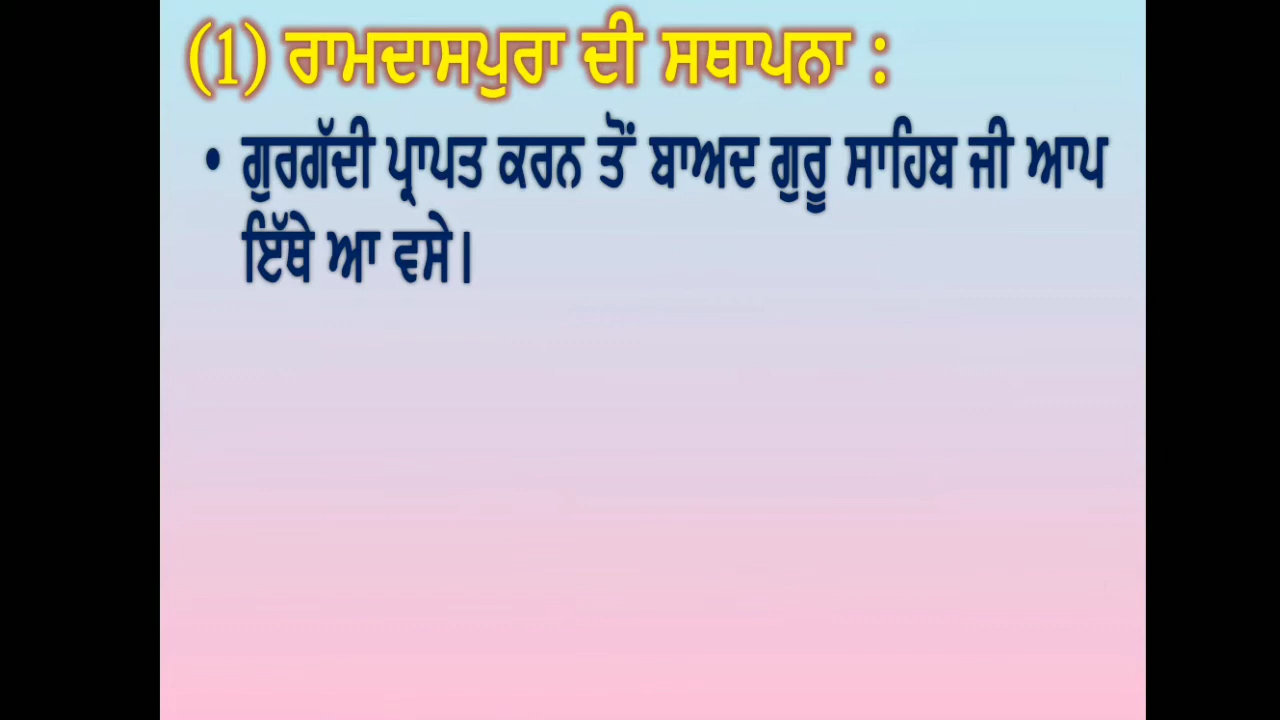 (1) ਰਾਮਦਾਸਪੁਰਾ ਦੀ ਸਥਾਪਨਾ :
• ਗੁਰਗੱਦੀ ਪ੍ਰਾਪਤ ਕਰਨ ਤੋਂ ਬਾਅਦ ਗੁਰੂ ਸਾਹਿਬ ਜੀ ਆਪ
ਇੱਥੇ ਆ ਵਸੇ।